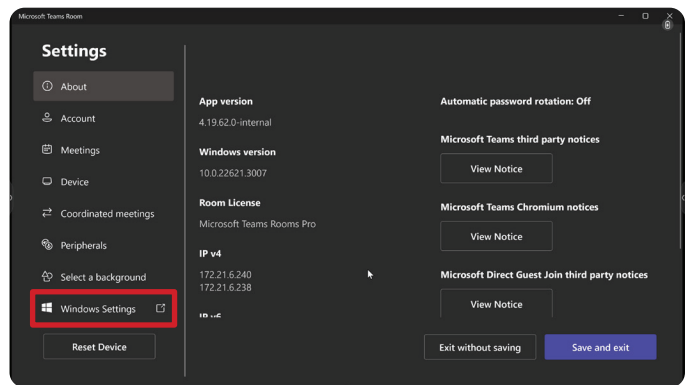 Microsoft Teams Room
Settings
About
Account
Meetings
Device
Coordinated meetings
Peripherals
Select a background
Windows Settings
Reset Device
App version
4.19.62.0-internal
Windows version
10.0.22621.3007
Room License
Microsoft Teams Rooms Pro
IP v4
172.21.6.240
172.21.6.238
IP v6
Automatic password rotation: Off
Microsoft Teams third party notices
View Notice
Microsoft Teams Chromium notices
View Notice
Microsoft Direct Guest Join third party notices
View Notice
Exit without saving
Save and exit